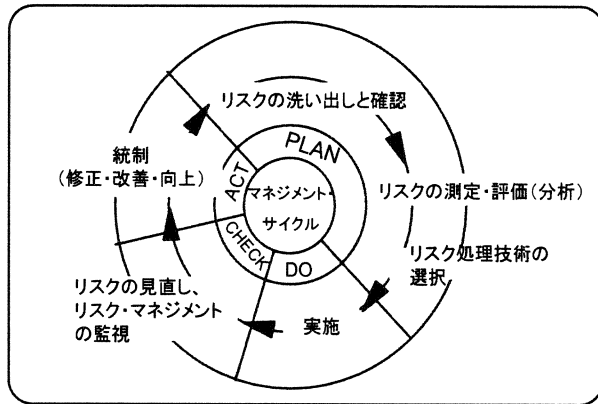 リスクの洗い出しと確認
PLAN
統制
(修正・改善・向上)
ACT
マネジメント・
サイクル
リスクの測定・評価(分析)
CHECK
DO
リスク処理技術の
選択
リスクの見直し、
リスク・マネジメント
の監視
実施